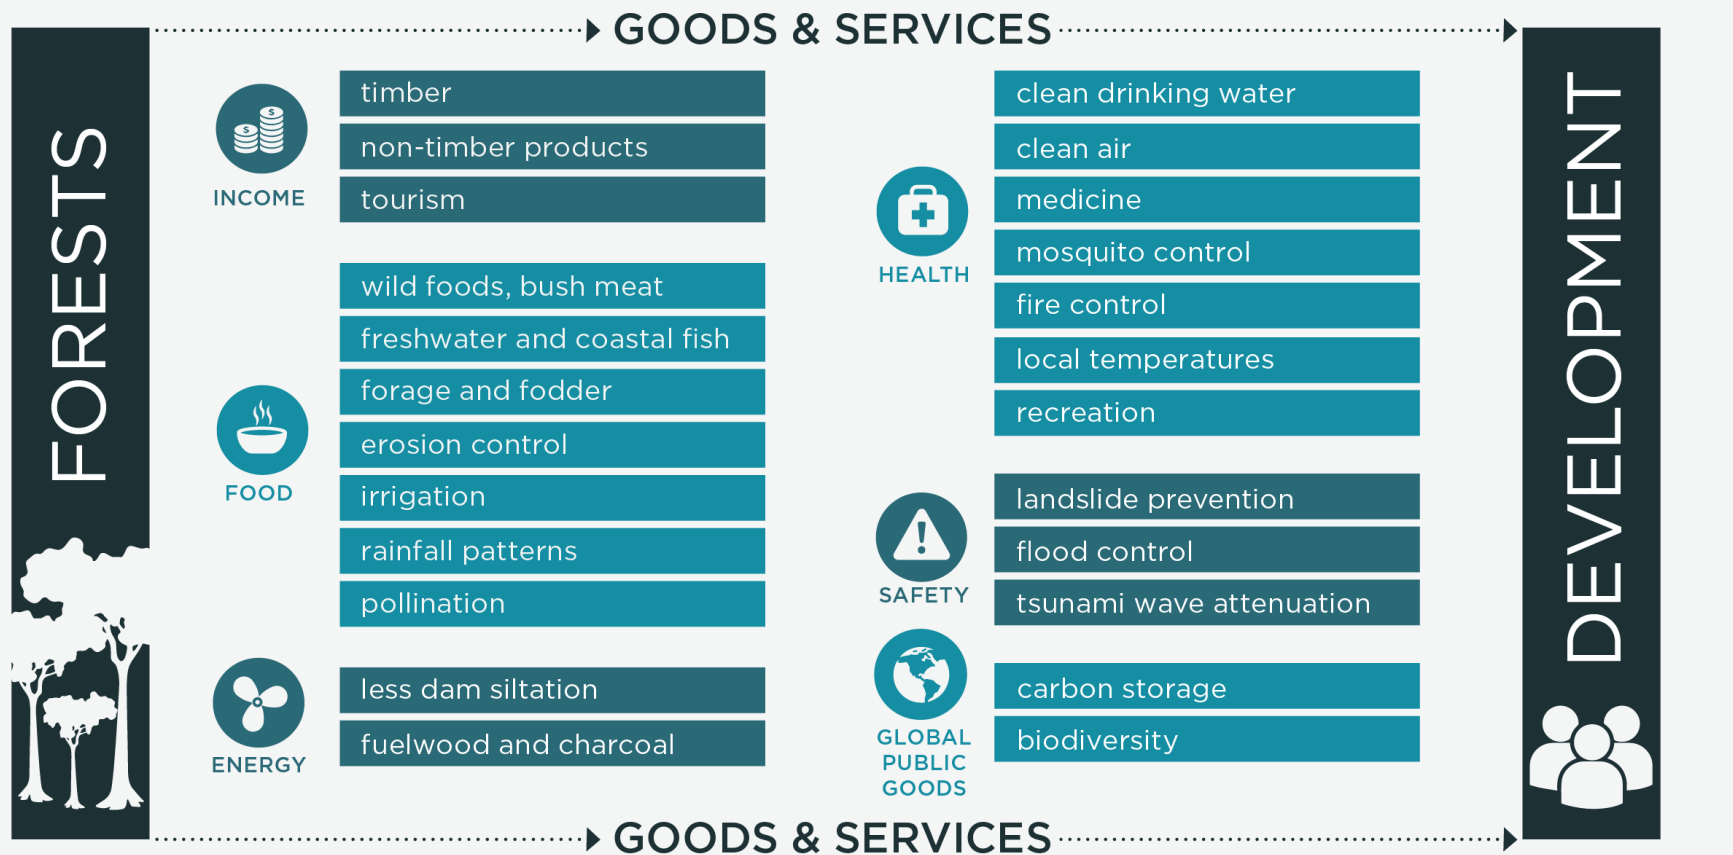 GOODS & SERVICES
FORESTS
INCOME
timber
non-timber products
tourism
FOOD
wild foods, bush meat
freshwater and coastal fish
forage and fodder
erosion control
irrigation
rainfall patterns
pollination
ENERGY
less dam siltation
fuelwood and charcoal
HEALTH
clean drinking water
clean air
medicine
mosquito control
fire control
local temperatures
recreation
SAFETY
landslide prevention
flood control
tsunami wave attenuation
GLOBAL
PUBLIC
GOODS
carbon storage
biodiversity
DEVELOPMENT
GOODS & SERVICES